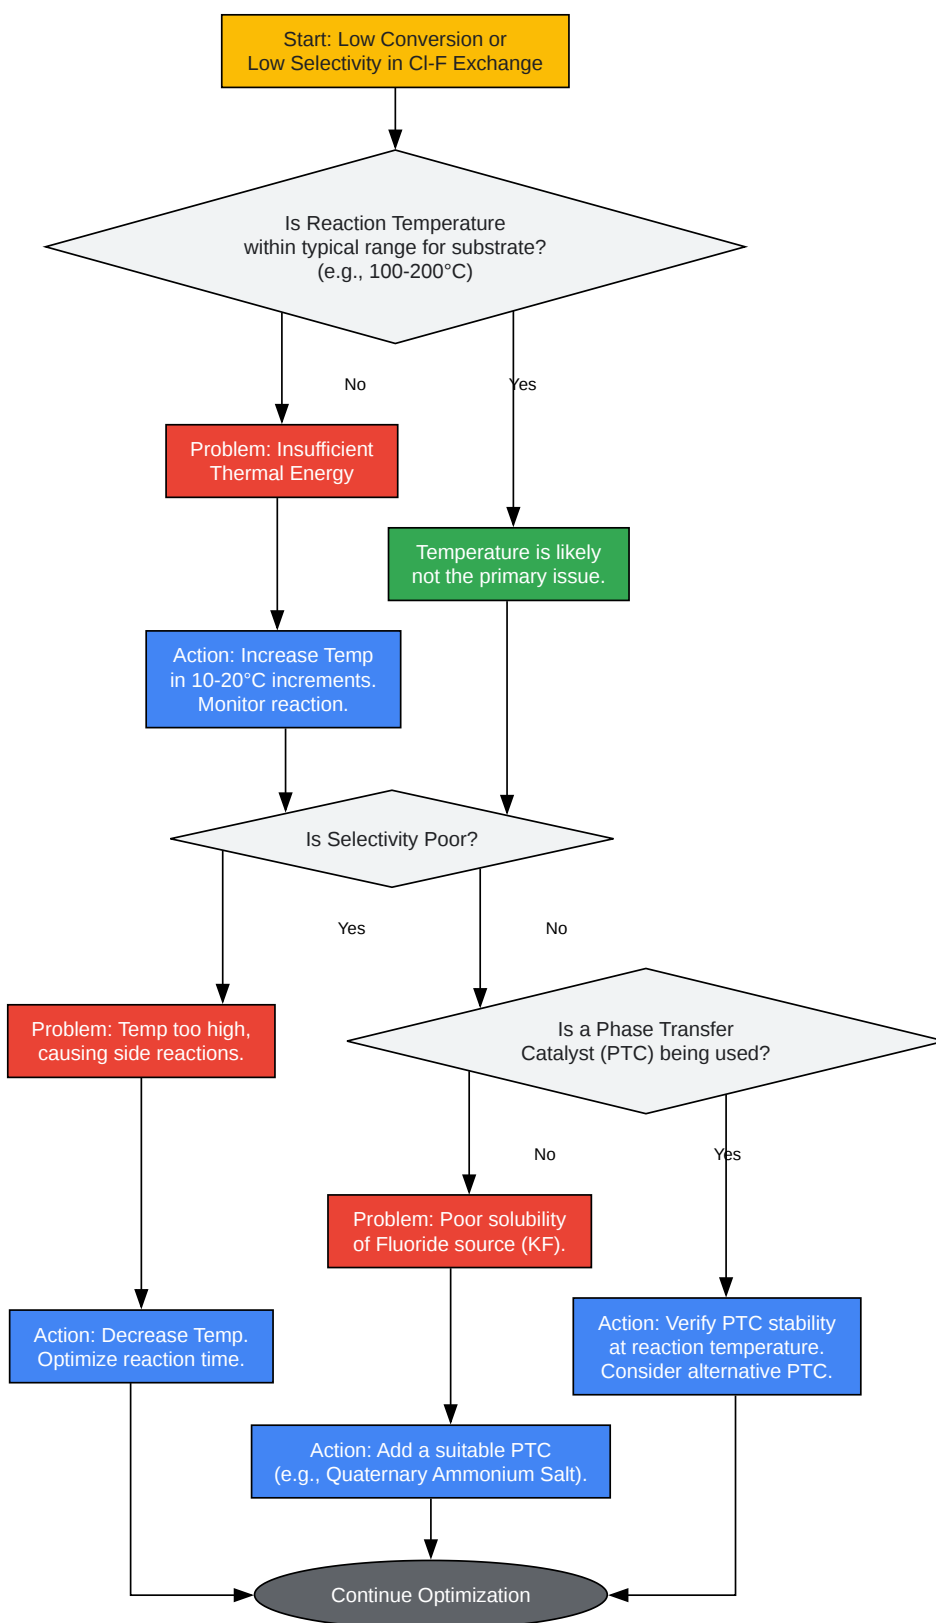 Start: Low Conversion or
Low Selectivity in Cl-F Exchange
Is Reaction Temperature
within typical range for substrate?
(e.g., 100-200°C)
No
Yes
Problem: Insufficient
Thermal Energy
Temperature is likely
not the primary issue.
Action: Increase Temp
in 10-20°C increments.
Monitor reaction.
Is Selectivity Poor?
Yes
No
Problem: Temp too high,
causing side reactions.
Is a Phase Transfer
Catalyst (PTC) being used?
No
Yes
Problem: Poor solubility
of Fluoride source (KF).
Action: Decrease Temp.
Optimize reaction time.
Action: Verify PTC stability
at reaction temperature.
Consider alternative PTC.
Action: Add a suitable PTC
(e.g., Quaternary Ammonium Salt).
Continue Optimization